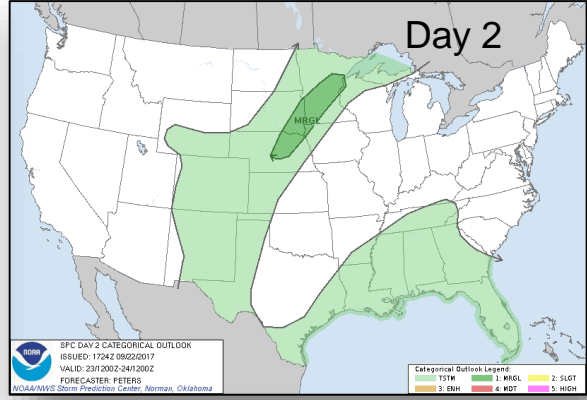 Day 2
MRGL
NOAA
SPC DAY 2 CATEGORICAL OUTLOOK
ISSUED: 1724Z 09/22/2017
VALID: 23/1200Z-24/1200Z
FORECASTER: PETERS
NOAA/NWS Storm Prediction Center, Norman, Oklahoma
Categorical Outlook Legend:
TSTM 1: MRGL 2: SLGT
3: ENH 4: MDT 5: HIGH